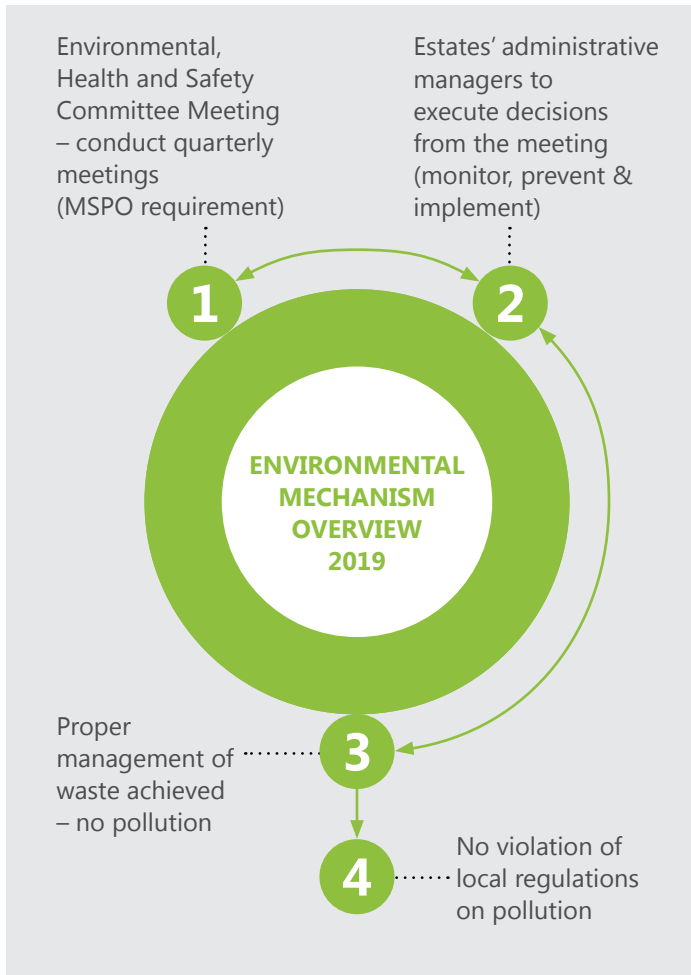 Environmental,
Health and Safety
Committee Meeting
– conduct quarterly
meetings
(MSPO requirement)
Estates’ administrative
managers to
execute decisions
from the meeting
(monitor, prevent &
implement)
1
2
ENVIRONMENTAL
MECHANISM
OVERVIEW
2019
Proper
management of
waste achieved
– no pollution
3
4
No violation of
local regulations
on pollution